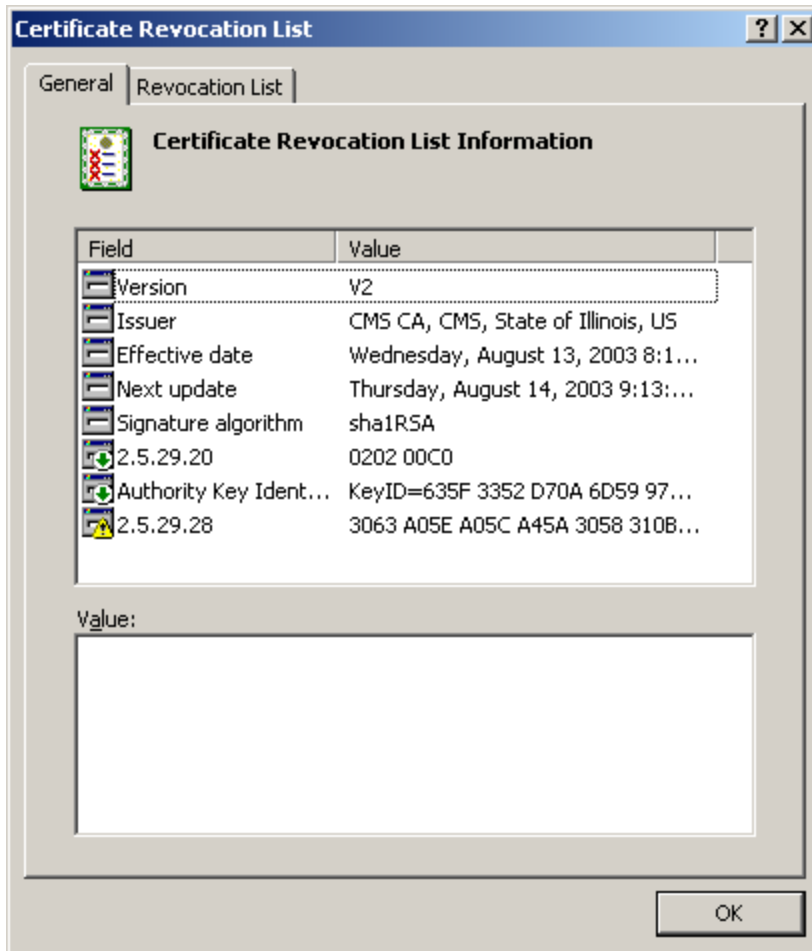 Certificate Revocation List
General Revocation List
Certificate Revocation List Information
Field Value
Version V2
Issuer CMS CA, CMS, State of Illinois, US
Effective date Wednesday, August 13, 2003 8:1...
Next update Thursday, August 14, 2003 9:13:...
Signature algorithm sha1RSA
2.5.29.20 0202 00C0
Authority Key Ident... KeyID=635F 3352 D70A 6D59 97...
2.5.29.28 3063 A05E A05C A45A 3058 310B...
Value:
OK